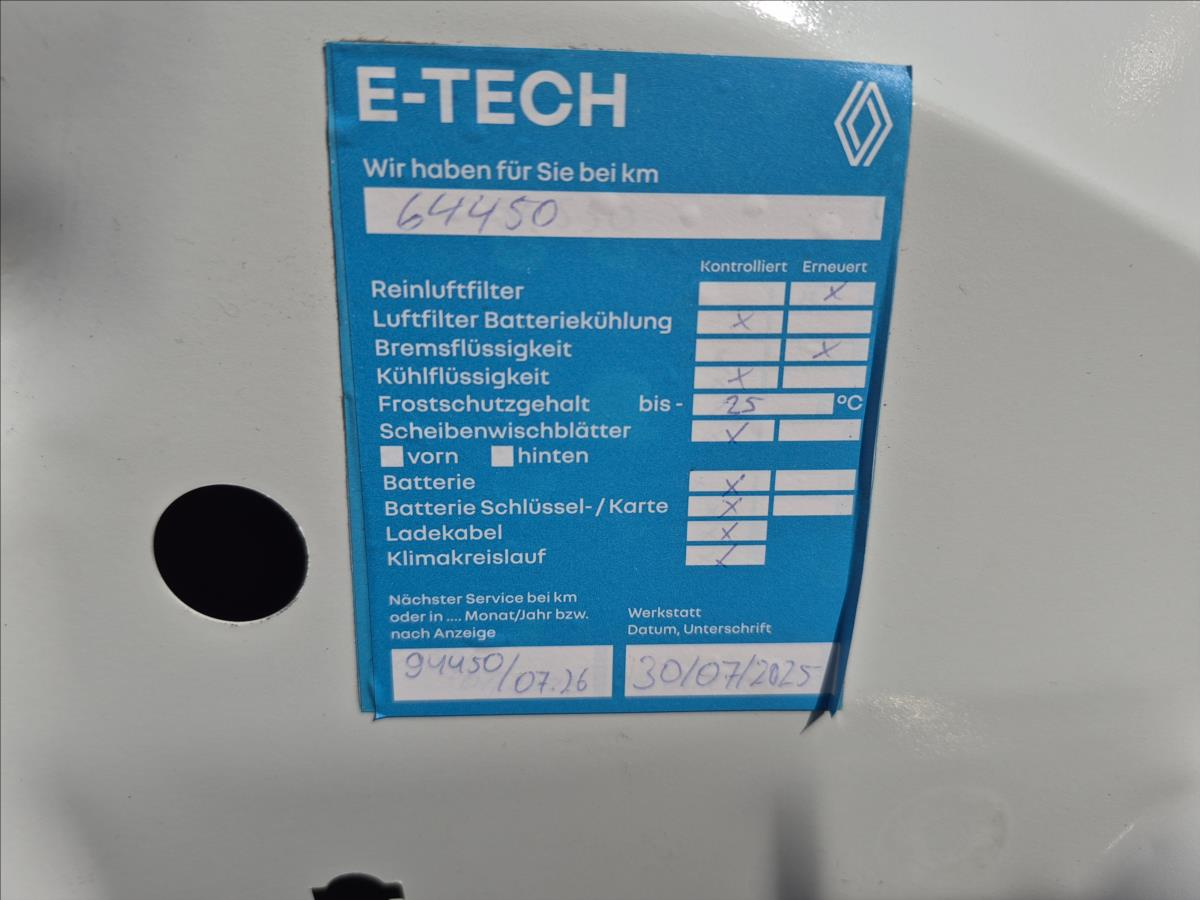 E-TECH
Wir haben für Sie bei km
64450
Kontrolliert Erneuert
Reinluftfilter x
Luftfilter Batteriekühlung x
Bremsflüssigkeit x
Kühlflüssigkeit x
Frostschutzgehalt bis - 25 °C
Scheibenwischblätter x
vorn hinten
Batterie x
Batterie Schlüssel- / Karte x
Ladekabel x
Klimakreislauf x
Nächster Service bei km
oder in .... Monat/Jahr bzw.
nach Anzeige
94450/07.26
Werkstatt
Datum, Unterschrift
30/07/2025